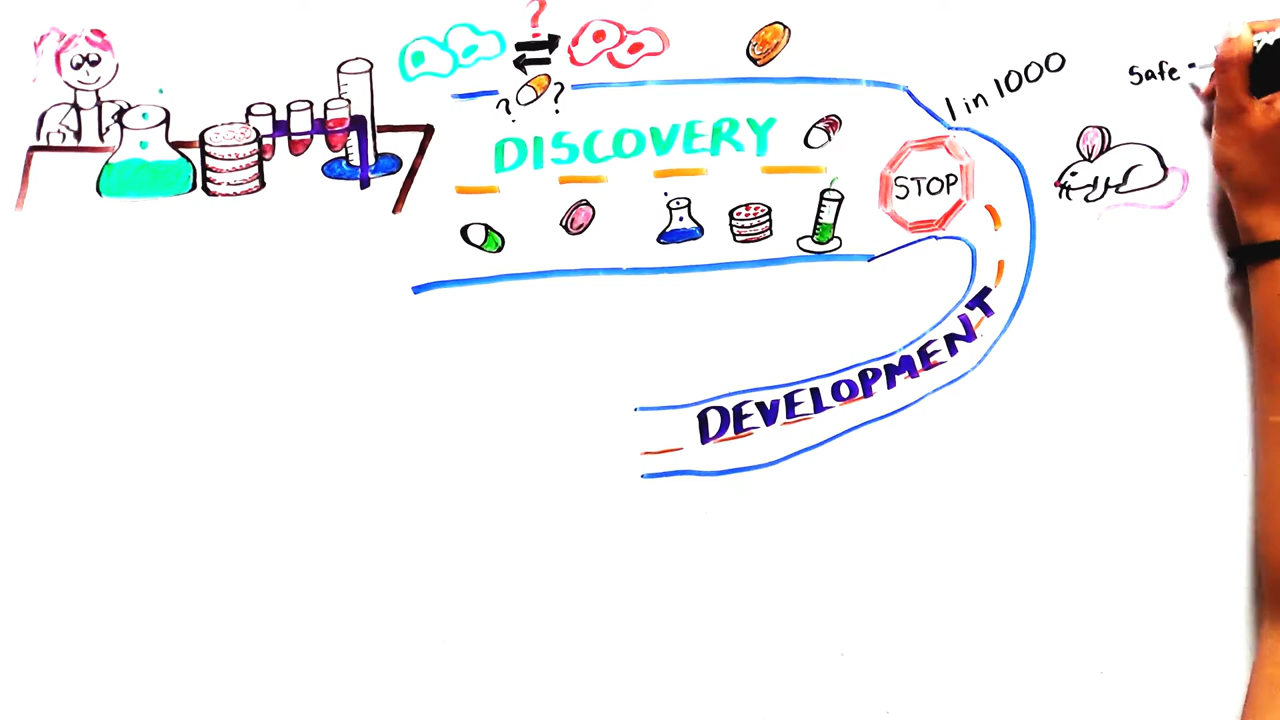 ?
? ?
DISCOVERY
1 in 1000
STOP
Safe
DEVELOPMENT